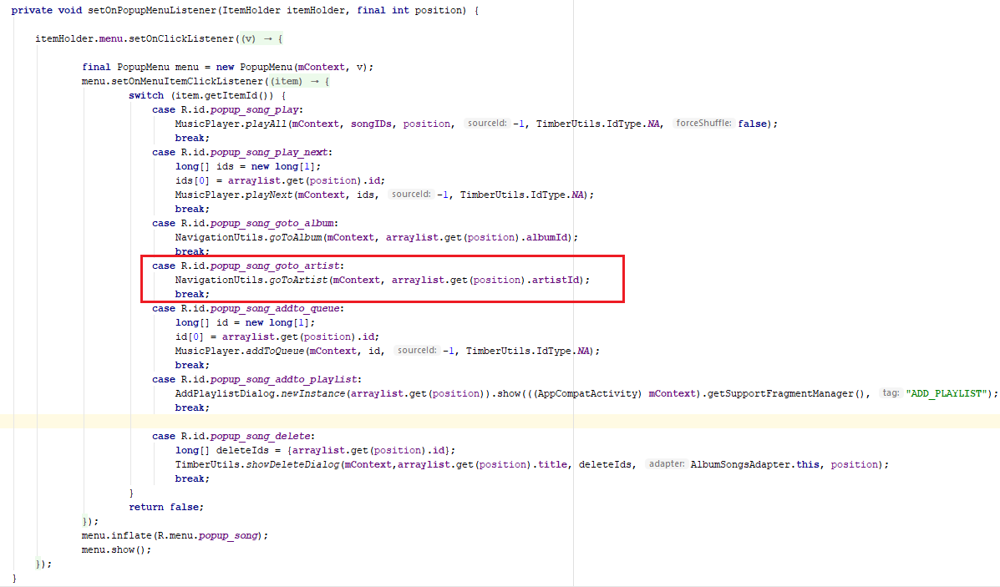 private void setOnPopupMenuListener(ItemHolder itemHolder, final int position) {
itemHolder.menu.setOnClickListener((v) → {
final PopupMenu menu = new PopupMenu(mContext, v);
menu.setOnMenuItemClickListener((item) → {
switch (item.getItemId()) {
case R.id.popup_song_play:
MusicPlayer.playAll(mContext, songIDs, position, sourceId: -1, TimberUtils.IdType.NA, forceShuffle: false);
break;
case R.id.popup_song_play_next:
long[] ids = new long[1];
ids[0] = arraylist.get(position).id;
MusicPlayer.playNext(mContext, ids, sourceId: -1, TimberUtils.IdType.NA);
break;
case R.id.popup_song_goto_album:
NavigationUtils.goToAlbum(mContext, arraylist.get(position).albumId);
break;
case R.id.popup_song_goto_artist:
NavigationUtils.goToArtist(mContext, arraylist.get(position).artistId);
break;
case R.id.popup_song_addto_queue:
long[] id = new long[1];
id[0] = arraylist.get(position).id;
MusicPlayer.addToQueue(mContext, id, sourceId: -1, TimberUtils.IdType.NA);
break;
case R.id.popup_song_addto_playlist:
AddPlaylistDialog.newInstance(arraylist.get(position)).show(((AppCompatActivity) mContext).getSupportFragmentManager(), tag: "ADD_PLAYLIST");
break;
case R.id.popup_song_delete:
long[] deleteIds = {arraylist.get(position).id};
TimberUtils.showDeleteDialog(mContext,arraylist.get(position).title, deleteIds, adapter: AlbumSongsAdapter.this, position);
break;
}
return false;
});
menu.inflate(R.menu.popup_song);
menu.show();
});
}